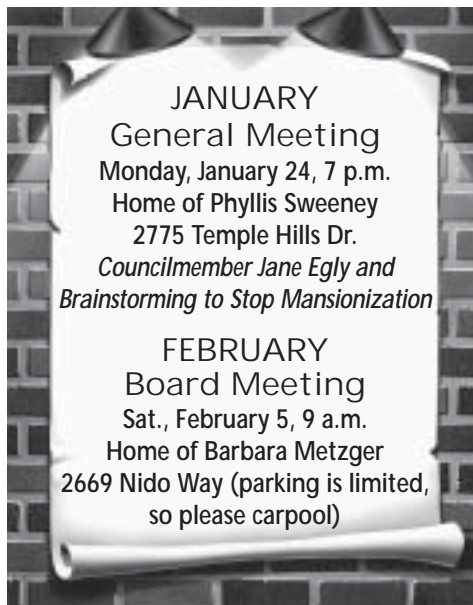 JANUARY
General Meeting
Monday, January 24, 7 p.m.
Home of Phyllis Sweeney
2775 Temple Hills Dr.
Councilmember Jane Egly and
Brainstorming to Stop Mansionization
FEBRUARY
Board Meeting
Sat., February 5, 9 a.m.
Home of Barbara Metzger
2669 Nido Way (parking is limited,
so please carpool)